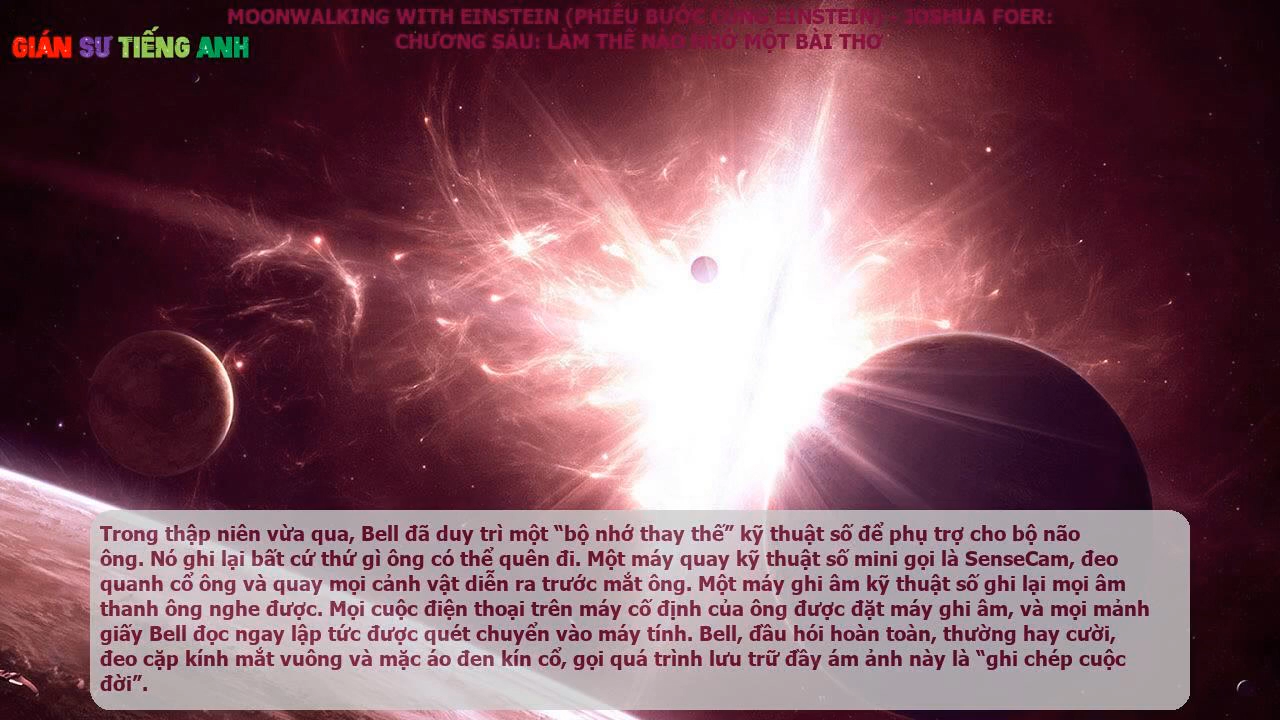 MOONWALKING WITH EINSTEIN (PHIÊU BƯỚC CÙNG EINSTEIN) - JOSHUA FOER:
CHƯƠNG SÁU: LÀM THẾ NÀO NHỚ MỘT BÀI THƠ
GIÁN SƯ TIẾNG ANH
Trong thập niên vừa qua, Bell đã duy trì một “bộ nhớ thay thế” kỹ thuật số để phụ trợ cho bộ não
ông. Nó ghi lại bất cứ thứ gì ông có thể quên đi. Một máy quay kỹ thuật số mini gọi là SenseCam, đeo
quanh cổ ông và quay mọi cảnh vật diễn ra trước mắt ông. Một máy ghi âm kỹ thuật số ghi lại mọi âm
thanh ông nghe được. Mọi cuộc điện thoại trên máy cố định của ông được đặt máy ghi âm, và mọi mảnh
giấy Bell đọc ngay lập tức được quét chuyển vào máy tính. Bell, đầu hói hoàn toàn, thường hay cười,
đeo cặp kính mắt vuông và mặc áo đen kín cổ, gọi quá trình lưu trữ đầy ám ảnh này là “ghi chép cuộc
đời”.